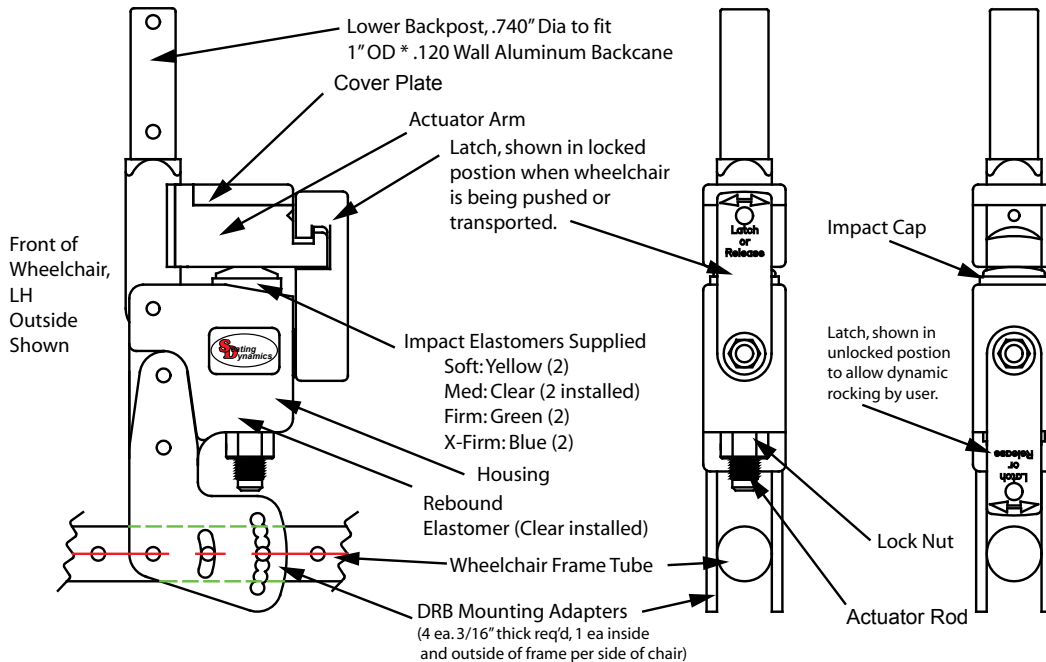 Lower Backpost, .740" Dia to fit
1" OD * .120 Wall Aluminum Backcane
Cover Plate
Actuator Arm
Latch, shown in locked
postion when wheelchair
is being pushed or
transported.
Front of
Wheelchair,
LH
Outside
Shown
Seating
Dynamics
Impact Elastomers Supplied
Soft: Yellow (2)
Med: Clear (2 installed)
Firm: Green (2)
X-Firm: Blue (2)
Housing
Rebound
Elastomer (Clear installed)
Wheelchair Frame Tube
DRB Mounting Adapters
(4 ea. 3/16" thick req'd, 1 ea inside
and outside of frame per side of chair)
Latch
or
Release
Impact Cap
Latch, shown in
unlocked postion
to allow dynamic
rocking by user.
Latch
or
Release
Lock Nut
Actuator Rod